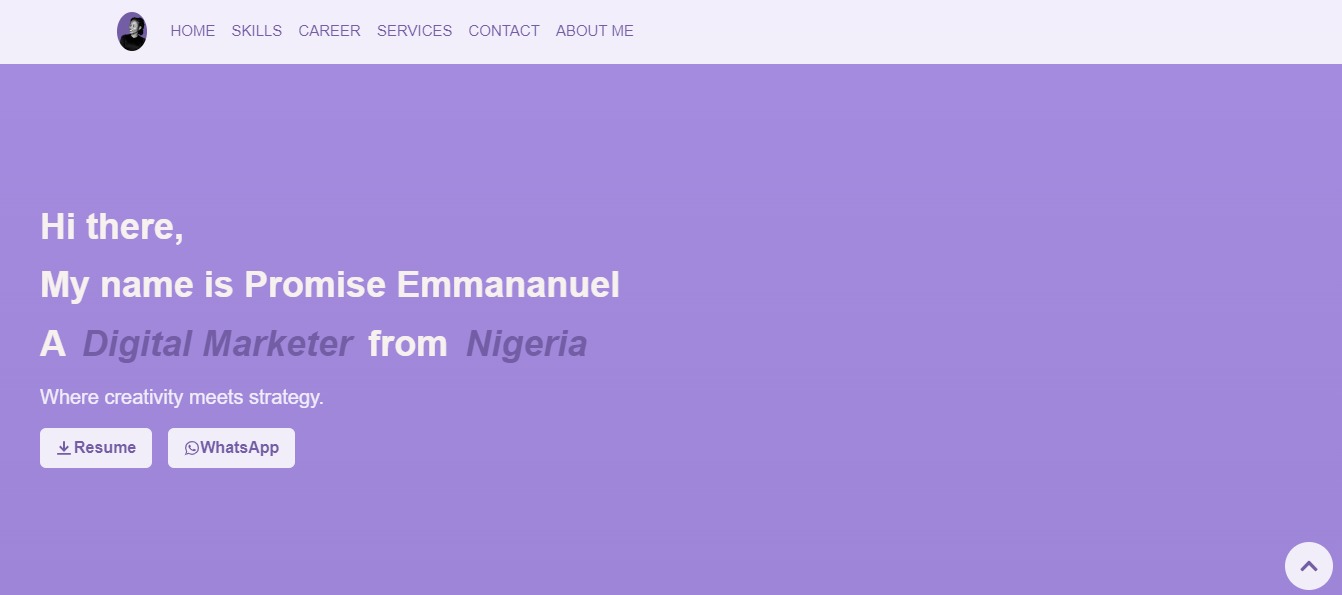 HOME SKILLS CAREER SERVICES CONTACT ABOUT ME
Hi there,
My name is Promise Emmananuel
A Digital Marketer from Nigeria
Where creativity meets strategy.
Resume WhatsApp